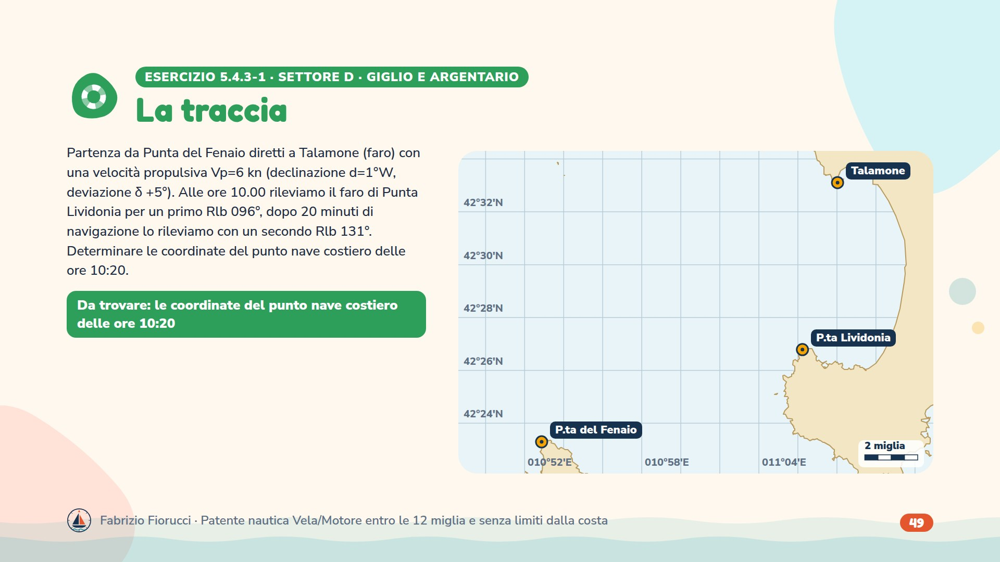 ESERCIZIO 5.4.3-1 · SETTORE D · GIGLIO E ARGENTARIO
La traccia
Partenza da Punta del Fenaio diretti a Talamone (faro) con
una velocità propulsiva Vp=6 kn (declinazione d=1°W,
deviazione δ +5°). Alle ore 10.00 rileviamo il faro di Punta
Lividonia per un primo Rlb 096°, dopo 20 minuti di
navigazione lo rileviamo con un secondo Rlb 131°.
Determinare le coordinate del punto nave costiero delle
ore 10:20.
Da trovare: le coordinate del punto nave costiero
delle ore 10:20
Talamone
42°32'N
42°30'N
42°28'N
P.ta Lividonia
42°26'N
42°24'N
P.ta del Fenaio
2 miglia
010°52'E
010°58'E
011°04'E
Fabrizio Fiorucci · Patente nautica Vela/Motore entro le 12 miglia e senza limiti dalla costa
49